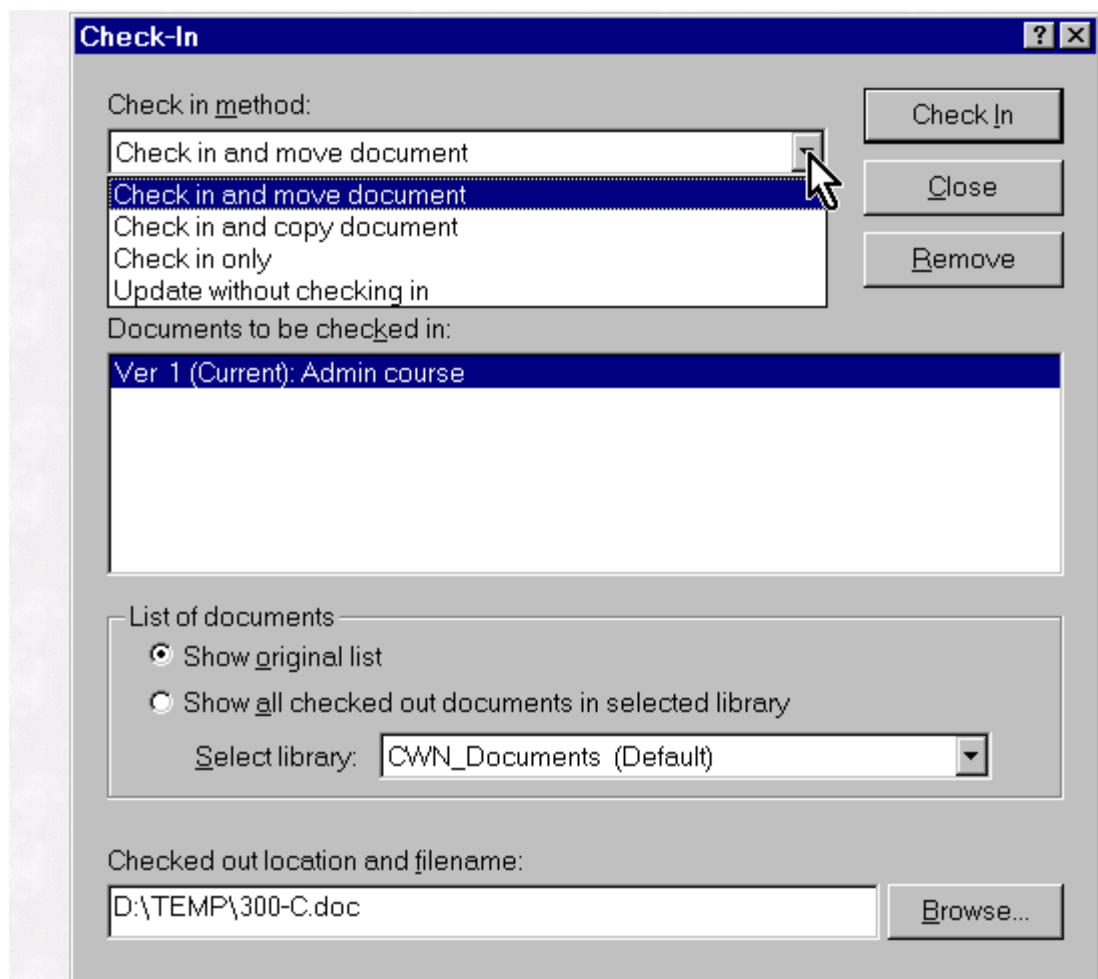 Check-In
Check in method:
Check In
Check in and move document
Check in and move document
Close
Check in and copy document
Check in only
Remove
Update without checking in
Documents to be checked in:
Ver 1 (Current): Admin course
List of documents
Show original list
Show all checked out documents in selected library
Select library: CWN_Documents (Default)
Checked out location and filename:
D:\TEMP\300-C.doc
Browse...